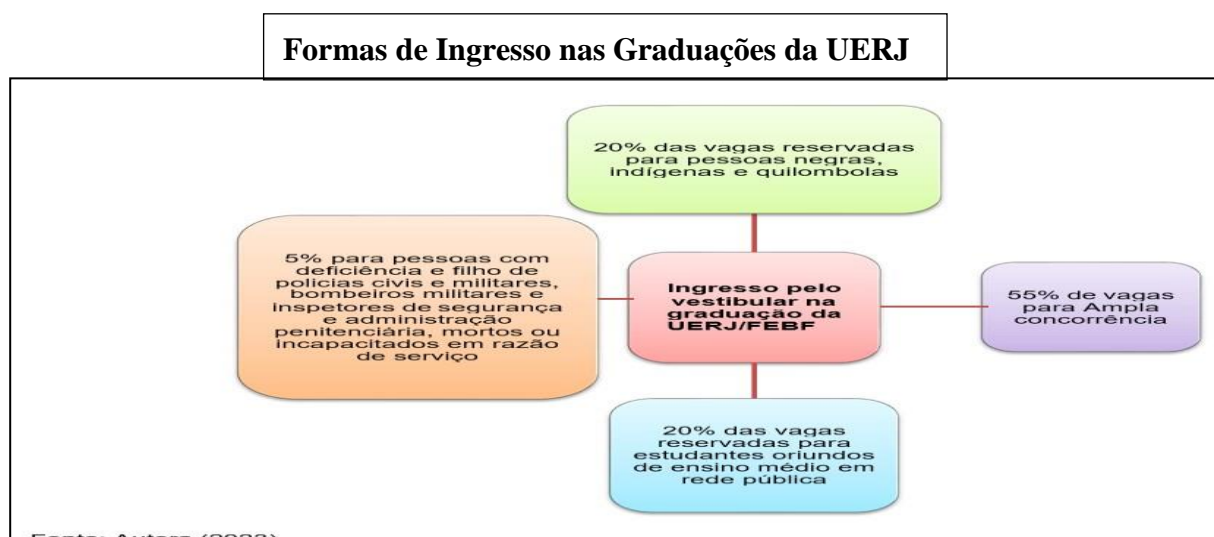 Formas de Ingresso nas Graduações da UERJ
20% das vagas reservadas
para pessoas negras,
indígenas e quilombolas
5% para pessoas com
deficiência e filho de
policias civis e militares,
bombeiros militares e
inspetores de segurança
e administração
penitenciária, mortos ou
incapacitados em razão
de serviço
Ingresso pelo
vestibular na
graduação da
UERJ/FEBF
55% de vagas
para Ampla
concorrência
20% das vagas
reservadas para
estudantes oriundos
de ensino médio em
rede pública